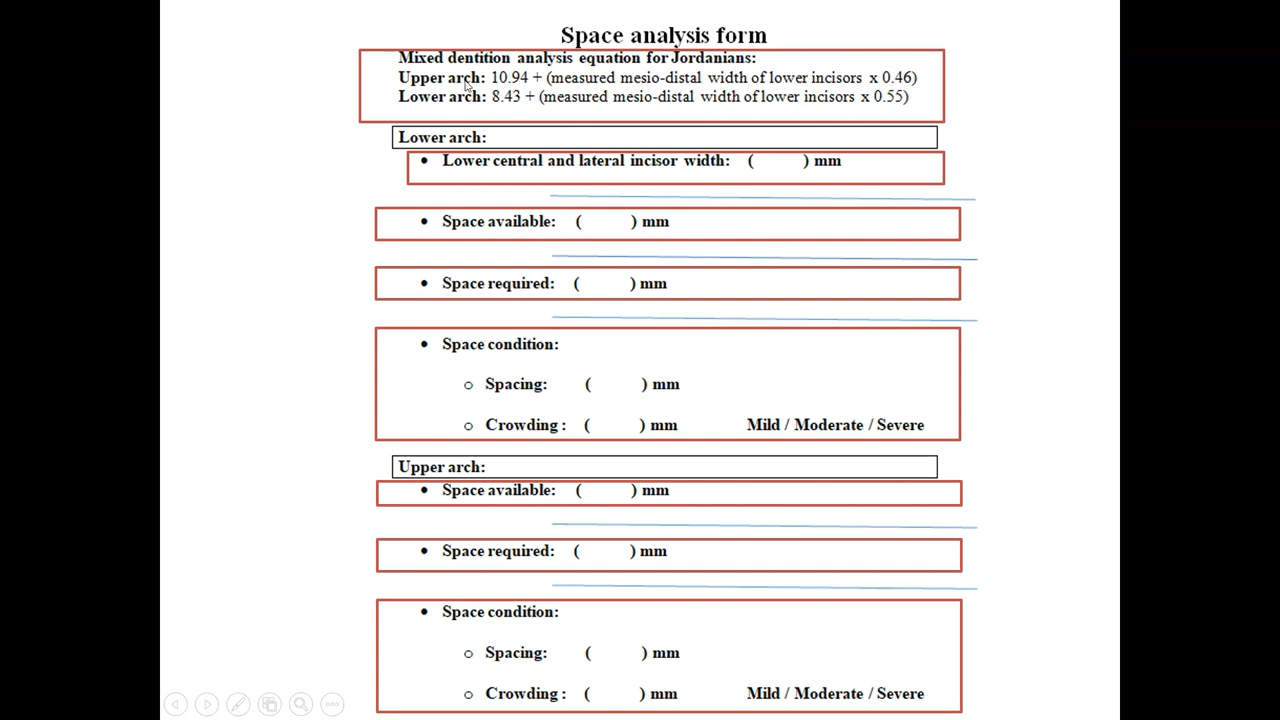 Space analysis form
Mixed dentition analysis equation for Jordanians:
Upper arch: 10.94 + (measured mesio-distal width of lower incisors x 0.46)
Lower arch: 8.43 + (measured mesio-distal width of lower incisors x 0.55)
Lower arch:
• Lower central and lateral incisor width: ( ) mm
• Space available: ( ) mm
• Space required: ( ) mm
• Space condition:
o Spacing: ( ) mm
o Crowding : ( ) mm Mild / Moderate / Severe
Upper arch:
• Space available: ( ) mm
• Space required: ( ) mm
• Space condition:
o Spacing: ( ) mm
o Crowding : ( ) mm Mild / Moderate / Severe